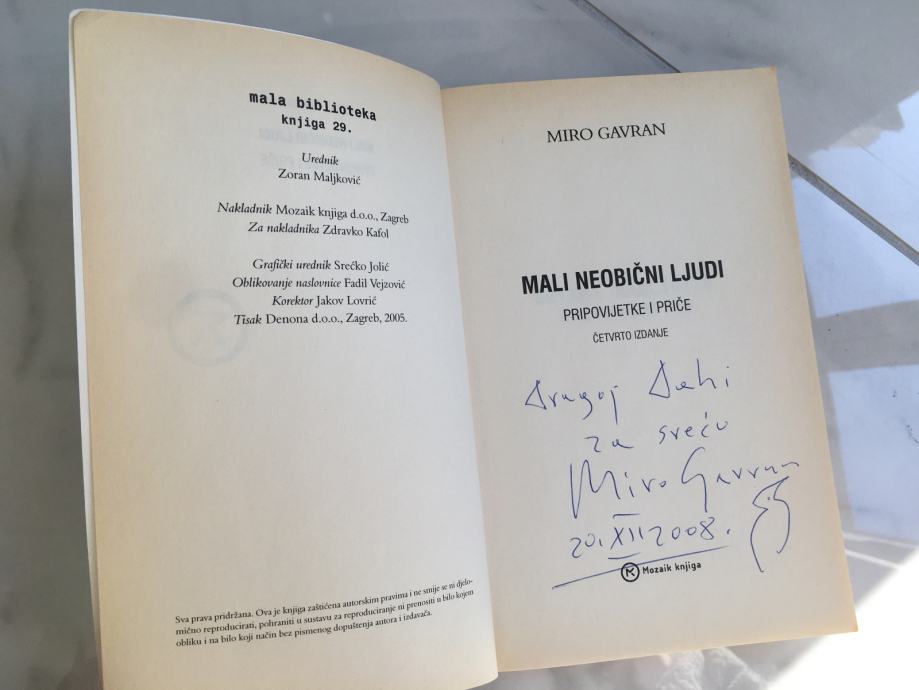 mala biblioteka
knjiga 29.
Urednik
Zoran Maljković
Nakladnik Mozaik knjiga d.o.o., Zagreb
Za nakladnika Zdravko Kafol
Grafički urednik Srećko Jolić
Oblikovanje naslovnice Fadil Vejzović
Korektor Jakov Lovrić
Tisak Denona d.o.o., Zagreb, 2005.
Sva prava pridržana. Ova je knjiga zaštićena autorskim pravima i ne smije se ni djelo-
mično reproducirati, pohraniti u sustavu za reproduciranje ni prenositi u bilo kojem
obliku i na bilo koji način bez pismenog dopuštenja autora i izdavača.
MIRO GAVRAN
MALI NEOBIČNI LJUDI
PRIPOVIJETKE I PRIČE
ČETVRTO IZDANJE
Dragoj
za sreću
Miro Gavran
20. XII 2008.
Mozaik knjiga